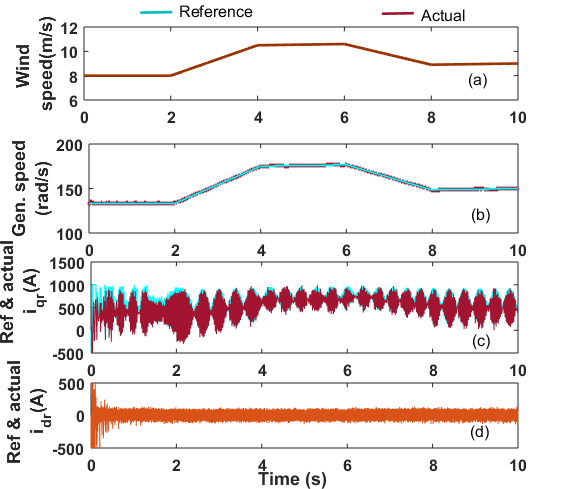 Reference Actual
12
10
8
6
Wind
speed(m/s)
(a)
0 2 4 6 8 10
200
150
100
Gen. speed
(rad/s)
(b)
0 2 4 6 8 10
1500
1000
500
0
-500
Ref & actual
iqr(A)
(c)
0 2 4 6 8 10
500
0
-500
Ref & actual
idr(A)
(d)
0 2 4 6 8 10
Time (s)